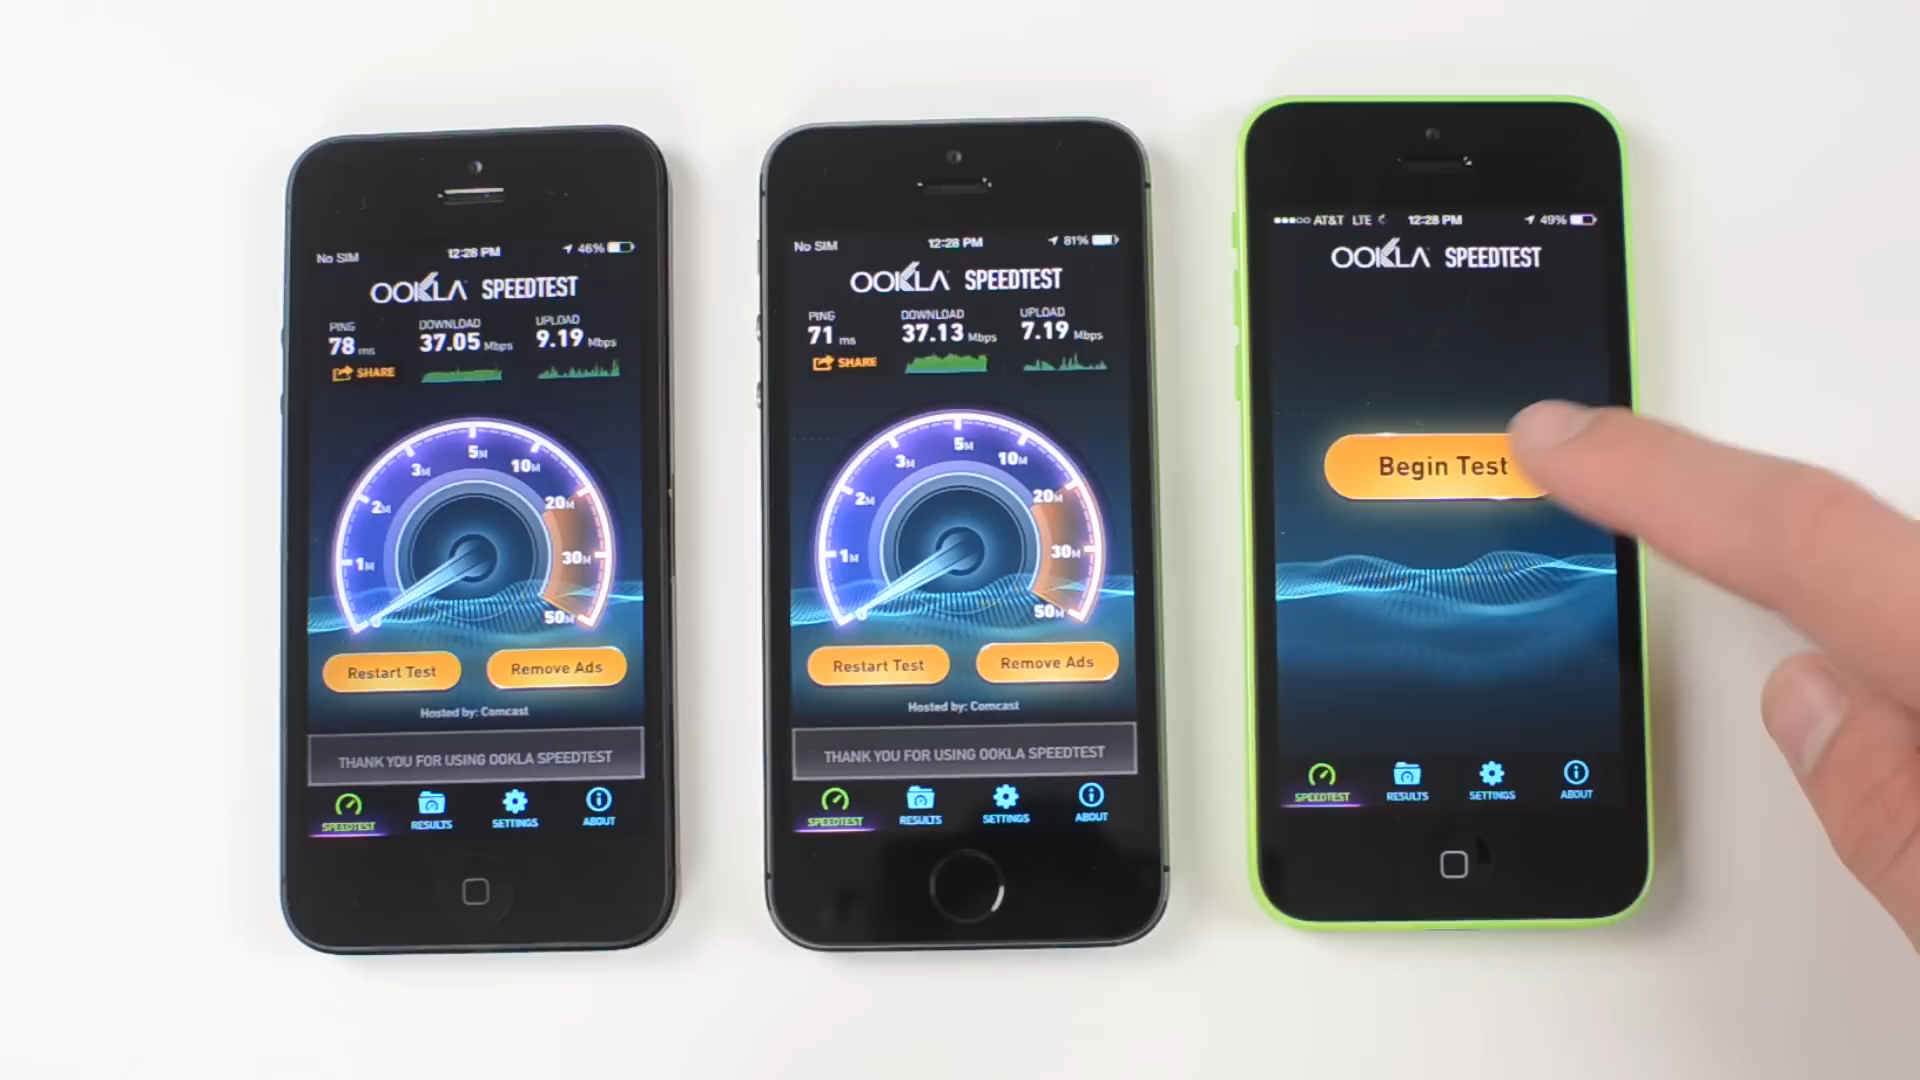 No SIM 12:28 PM 46%
OOKLA SPEEDTEST
PING DOWNLOAD UPLOAD
78 ms 37.05 Mbps 9.19 Mbps
SHARE
0 1M 2M 3M 5M 10M 20M 30M 50M
Restart Test Remove Ads
Hosted by: Comcast
THANK YOU FOR USING OOKLA SPEEDTEST
SPEEDTEST RESULTS SETTINGS ABOUT
No SIM 12:28 PM 81%
OOKLA SPEEDTEST
PING DOWNLOAD UPLOAD
71 ms 37.13 Mbps 7.19 Mbps
SHARE
0 1M 2M 3M 5M 10M 20M 30M 50M
Restart Test Remove Ads
Hosted by: Comcast
THANK YOU FOR USING OOKLA SPEEDTEST
SPEEDTEST RESULTS SETTINGS ABOUT
AT&T LTE 12:28 PM 49%
OOKLA SPEEDTEST
Begin Test
SPEEDTEST RESULTS SETTINGS ABOUT